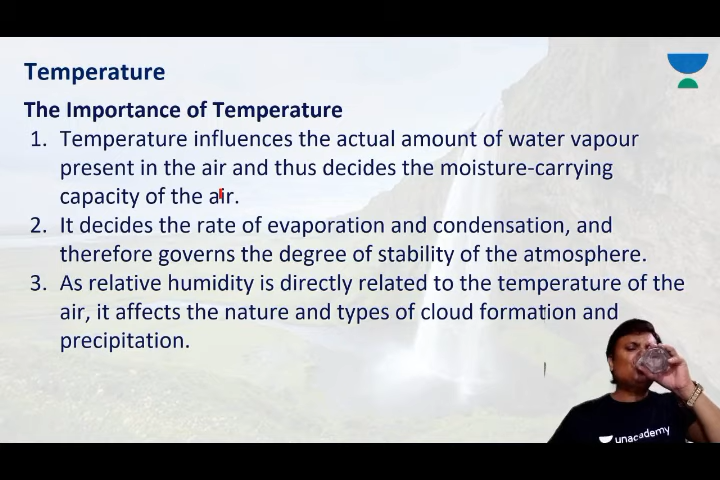 Temperature
The Importance of Temperature
1. Temperature influences the actual amount of water vapour
present in the air and thus decides the moisture-carrying
capacity of the air.
2. It decides the rate of evaporation and condensation, and
therefore governs the degree of stability of the atmosphere.
3. As relative humidity is directly related to the temperature of the
air, it affects the nature and types of cloud formation and
precipitation.
unacademy